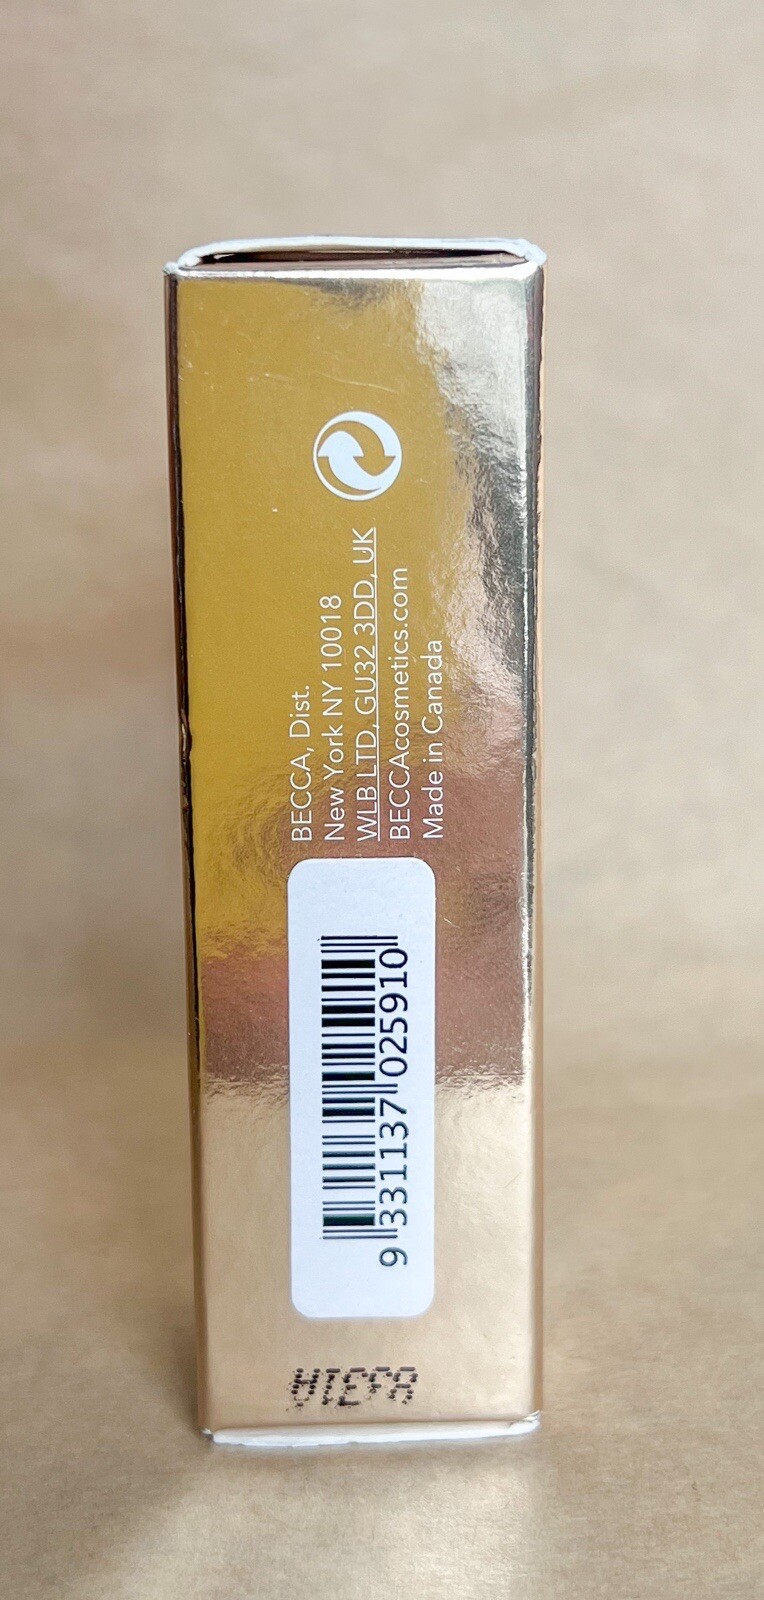 BECCA, Dist.
New York NY 10018
WLB LTD, GU32 3DD, UK
BECCAcosmetics.com
Made in Canada
9 331137 025910